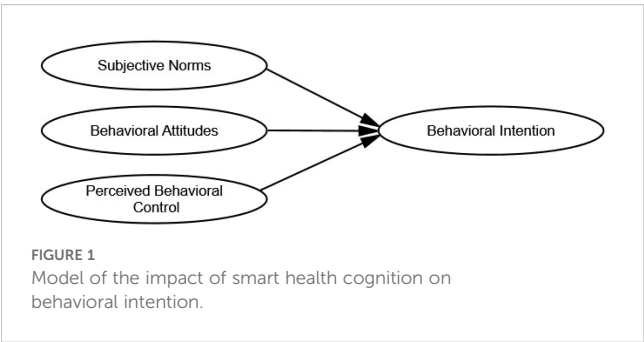 Subjective Norms
Behavioral Attitudes
Behavioral Intention
Perceived Behavioral
Control
FIGURE 1
Model of the impact of smart health cognition on
behavioral intention.